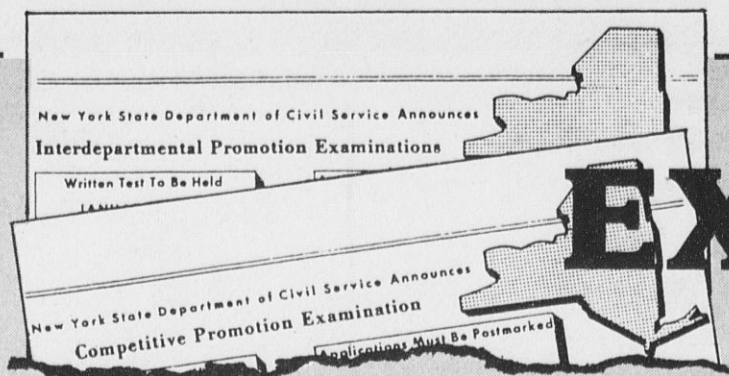 New York State Department of Civil Service Announces
Interdepartmental Promotion Examinations
Written Test To Be Held
EX
New York State Department of Civil Service Announces
Competitive Promotion Examination
Applications Must Be Postmarked